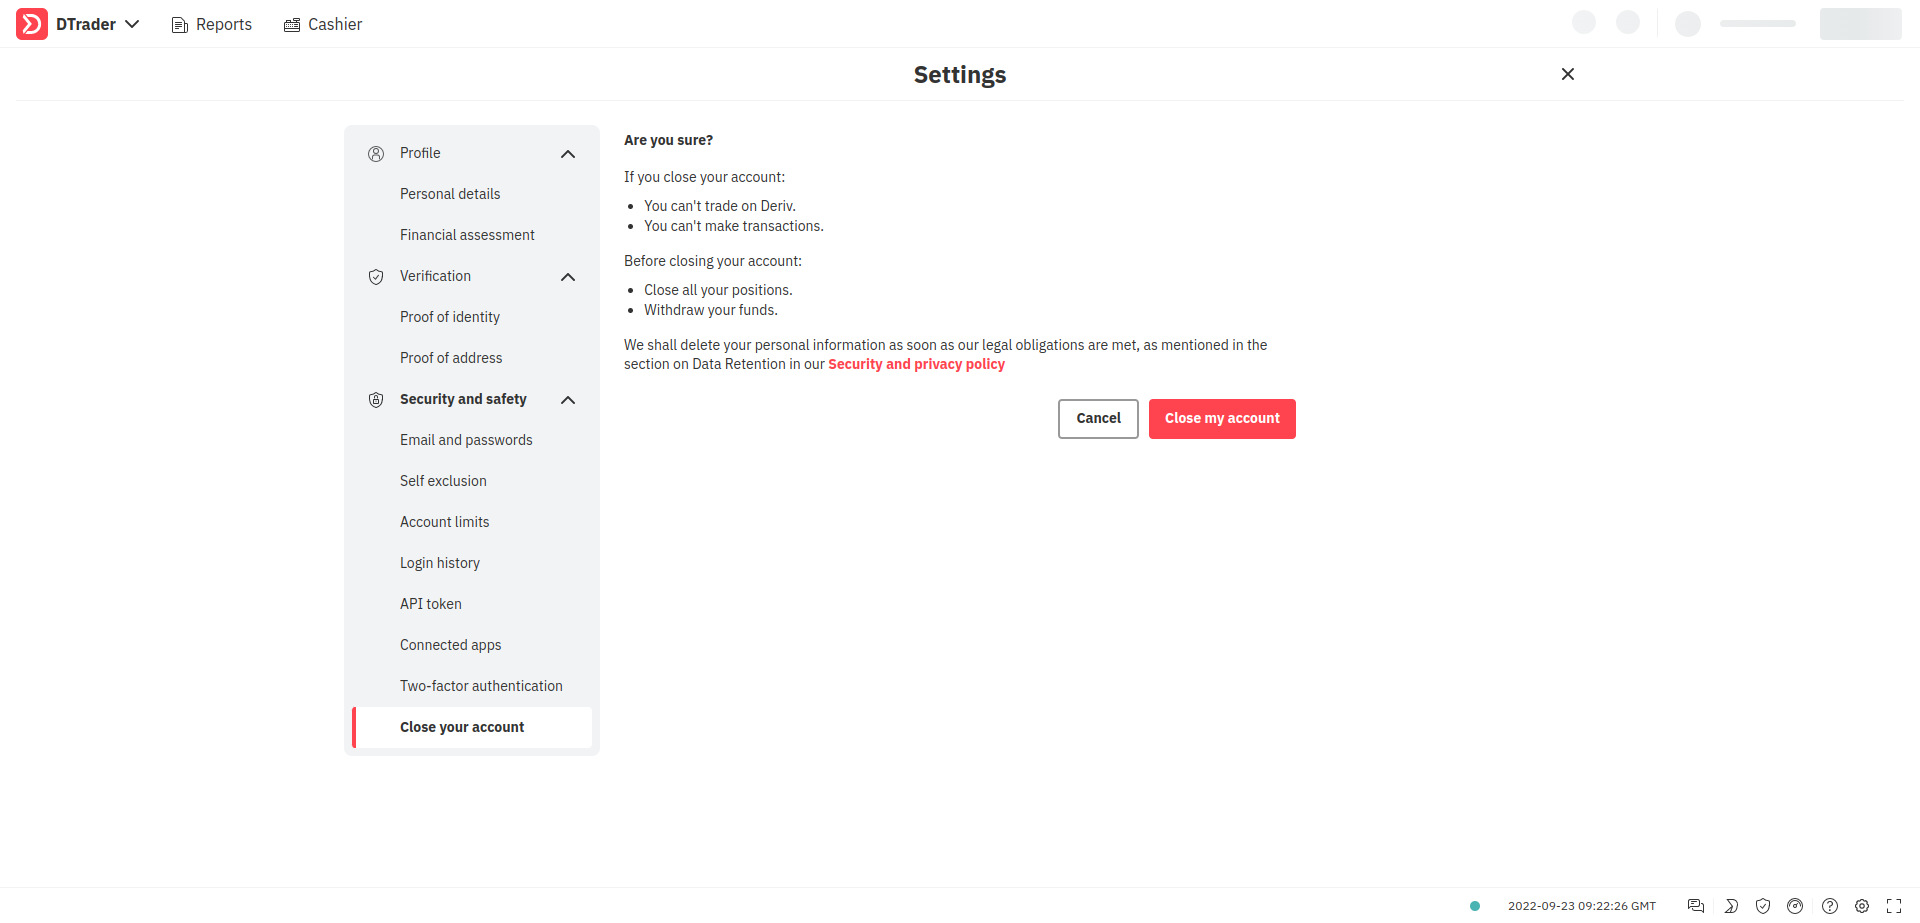 DTrader
Reports
Cashier
Settings
Profile
Personal details
Financial assessment
Verification
Proof of identity
Proof of address
Security and safety
Email and passwords
Self exclusion
Account limits
Login history
API token
Connected apps
Two-factor authentication
Close your account
Are you sure?
If you close your account:
• You can't trade on Deriv.
• You can't make transactions.
Before closing your account:
• Close all your positions.
• Withdraw your funds.
We shall delete your personal information as soon as our legal obligations are met, as mentioned in the
section on Data Retention in our Security and privacy policy
Cancel
Close my account
2022-09-23 09:22:26 GMT